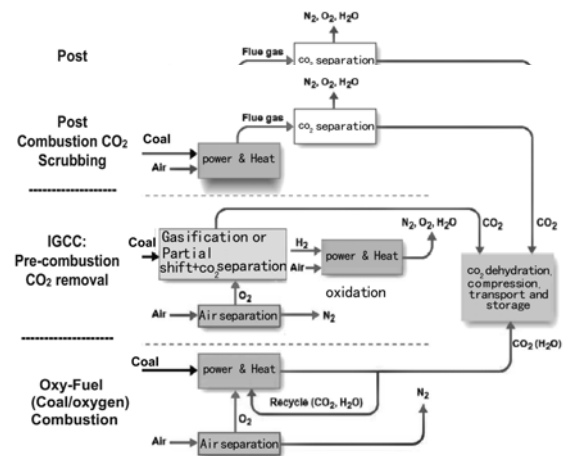 N₂, O₂, H₂O
Flue gas
Post
CO₂ separation
N₂, O₂, H₂O
Flue gas
Post
Combustion CO₂
Scrubbing
Coal
Air
power & Heat
CO₂ separation
IGCC:
Pre-combustion
CO₂ removal
Coal
Gasification or
Partial
shift+co₂ separation
H₂
Air
power & Heat
N₂, O₂, H₂O
CO₂
CO₂
oxidation
O₂
Air
Air separation
N₂
co₂ dehydration,
compression,
transport and
storage
CO₂ (H₂O)
Oxy-Fuel
(Coal/oxygen)
Combustion
Coal
power & Heat
Recycle (CO₂, H₂O)
O₂
N₂
Air
Air separation